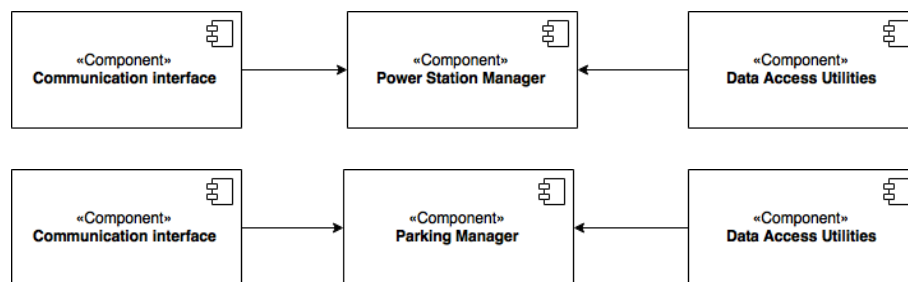 «Component»
Communication interface
«Component»
Power Station Manager
«Component»
Data Access Utilities
«Component»
Communication interface
«Component»
Parking Manager
«Component»
Data Access Utilities